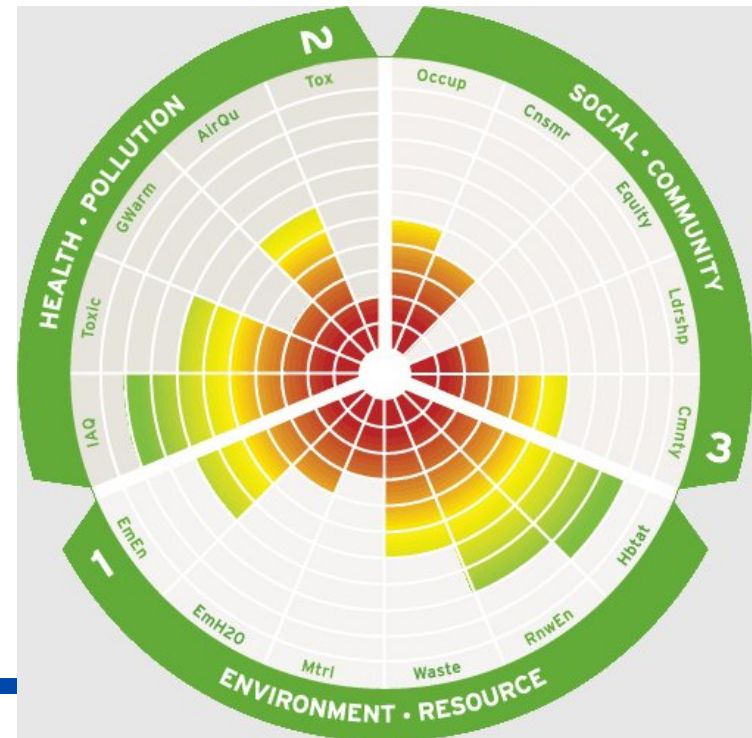 HEALTH • POLLUTION
2
Tox
AirQu
GWarm
Toxic
IAQ
SOCIAL • COMMUNITY
3
Occup
Cnsmr
Equity
Ldrshp
Cmnty
ENVIRONMENT • RESOURCE
1
EmEn
EmH2O
Mtrl
Waste
RnwEn
Hbtat